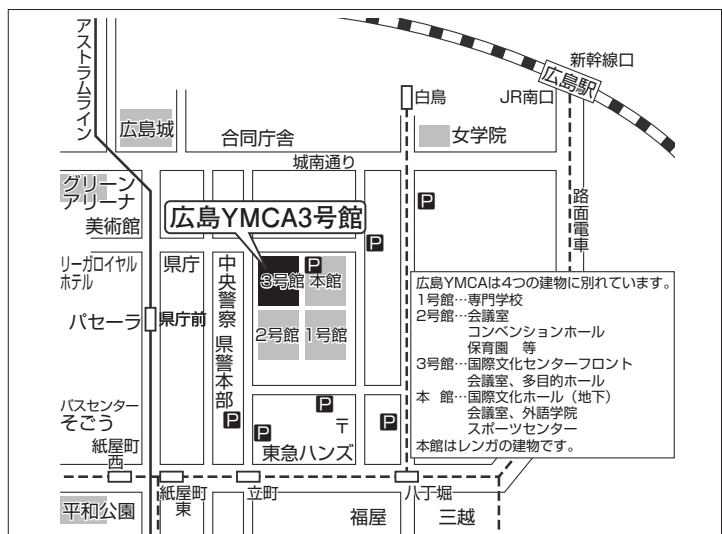 アストラムライン
新幹線口
広島駅
白島
JR南口
広島城
合同庁舎
女学院
城南通り
グリーン
アリーナ
美術館
広島YMCA3号館
路面電車
リーガロイヤル
ホテル
県庁
中央警察
県警本部
3号館
本館
2号館
1号館
パセーラ
県庁前
広島YMCAは4つの建物に別れています。
1号館…専門学校
2号館…会議室
コンベンションホール
保育園 等
3号館…国際文化センターフロント
会議室、多目的ホール
本 館…国際文化ホール（地下）
会議室、外語学院
スポーツセンター
本館はレンガの建物です。
P
P
P
P
P
P
P
〒
バスセンター
そごう
東急ハンズ
紙屋町
西
紙屋町
東
立町
八丁堀
平和公園
福屋
三越